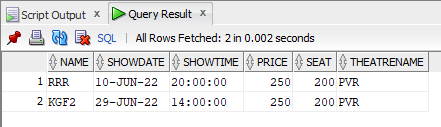 Script Output x Query Result x
SQL | All Rows Fetched: 2 in 0.002 seconds
NAME SHOWDATE SHOWTIME PRICE SEAT THEATRENAME
1 RRR 10-JUN-22 20:00:00 250 200 PVR
2 KGF2 29-JUN-22 14:00:00 250 200 PVR